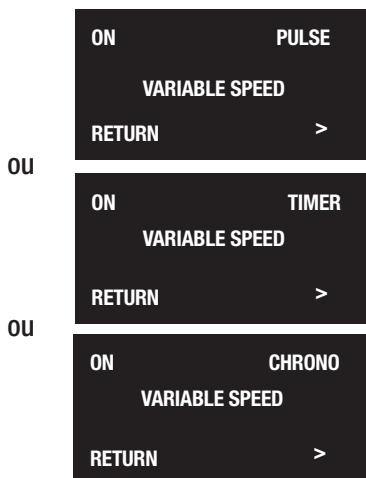 ON PULSE
VARIABLE SPEED
RETURN >
ou
ON TIMER
VARIABLE SPEED
RETURN >
ou
ON CHRONO
VARIABLE SPEED
RETURN >